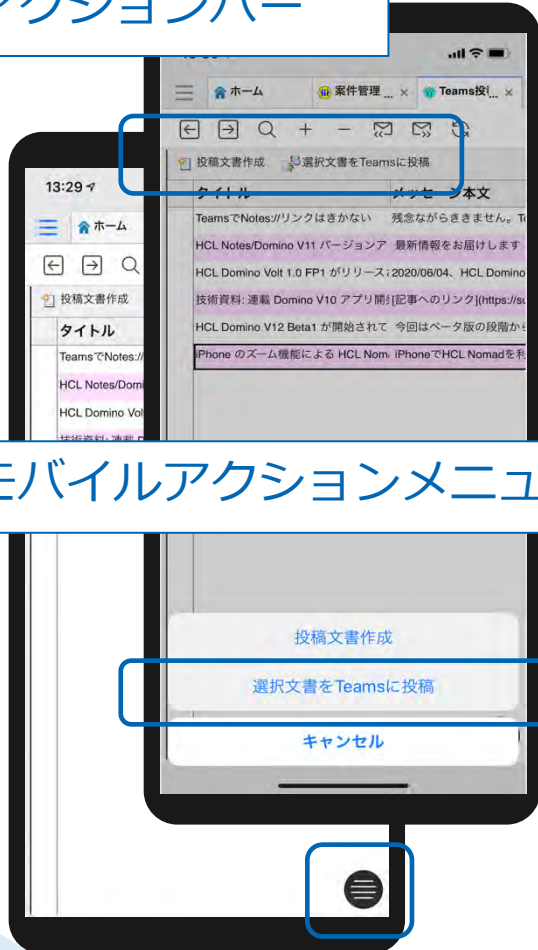 アクションバー
ホーム
案件管理 ...
Teams投稿...
投稿文書作成
選択文書をTeamsに投稿
タイトル
メッセージ本文
TeamsでNotes://リンクはきかない 残念ながらききません。
HCL Notes/Domino V11 バージョンア 最新情報をお届けします
HCL Domino Volt 1.0 FP1 がリリース 2020/06/04、HCL Domino
技術資料: 連載 Domino V10 アプリ開 [記事へのリンク](https://su
HCL Domino V12 Beta1 が開始されて 今回はベータ版の段階か
iPhone のズーム機能による HCL Nom iPhoneでHCL Nomadを利
13:29
ホーム
投稿文書作成
タイトル
TeamsでNotes://
HCL Notes/Domi
HCL Domino Vol
モバイルアクションメニュ
投稿文書作成
選択文書をTeamsに投稿
キャンセル